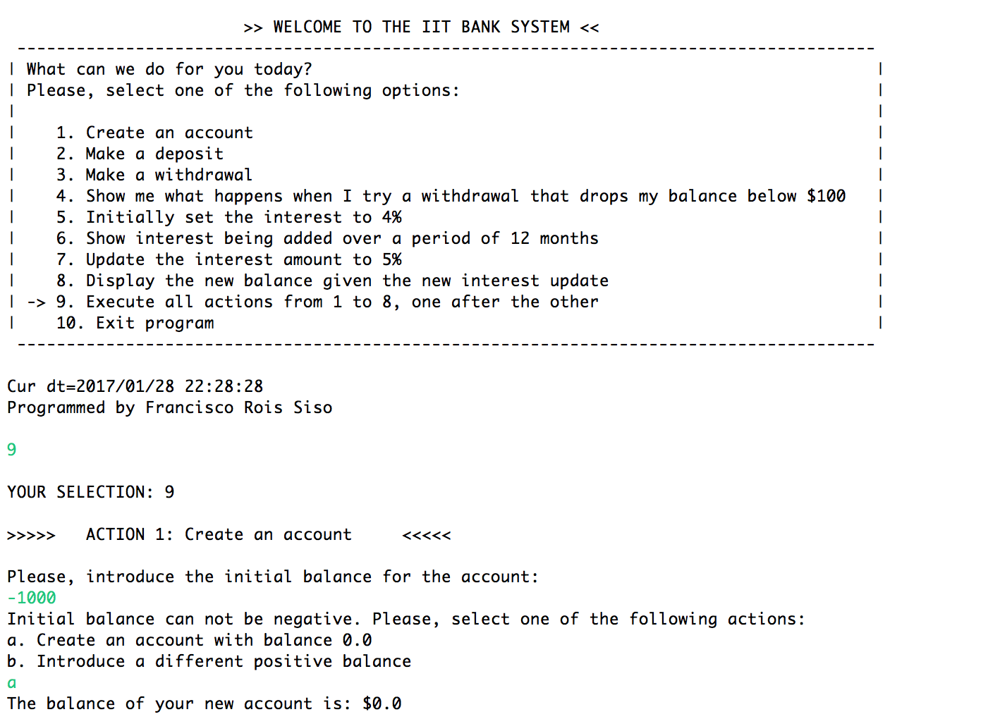 >> WELCOME TO THE IIT BANK SYSTEM <<
---------------------------------------------------------------------------------------
| What can we do for you today? |
| Please, select one of the following options: |
| |
| 1. Create an account |
| 2. Make a deposit |
| 3. Make a withdrawal |
| 4. Show me what happens when I try a withdrawal that drops my balance below $100 |
| 5. Initially set the interest to 4% |
| 6. Show interest being added over a period of 12 months |
| 7. Update the interest amount to 5% |
| 8. Display the new balance given the new interest update |
| -> 9. Execute all actions from 1 to 8, one after the other |
| 10. Exit program |
---------------------------------------------------------------------------------------
Cur dt=2017/01/28 22:28:28
Programmed by Francisco Rois Siso
9
YOUR SELECTION: 9
>>>>> ACTION 1: Create an account <<<<<
Please, introduce the initial balance for the account:
-1000
Initial balance can not be negative. Please, select one of the following actions:
a. Create an account with balance 0.0
b. Introduce a different positive balance
a
The balance of your new account is: $0.0